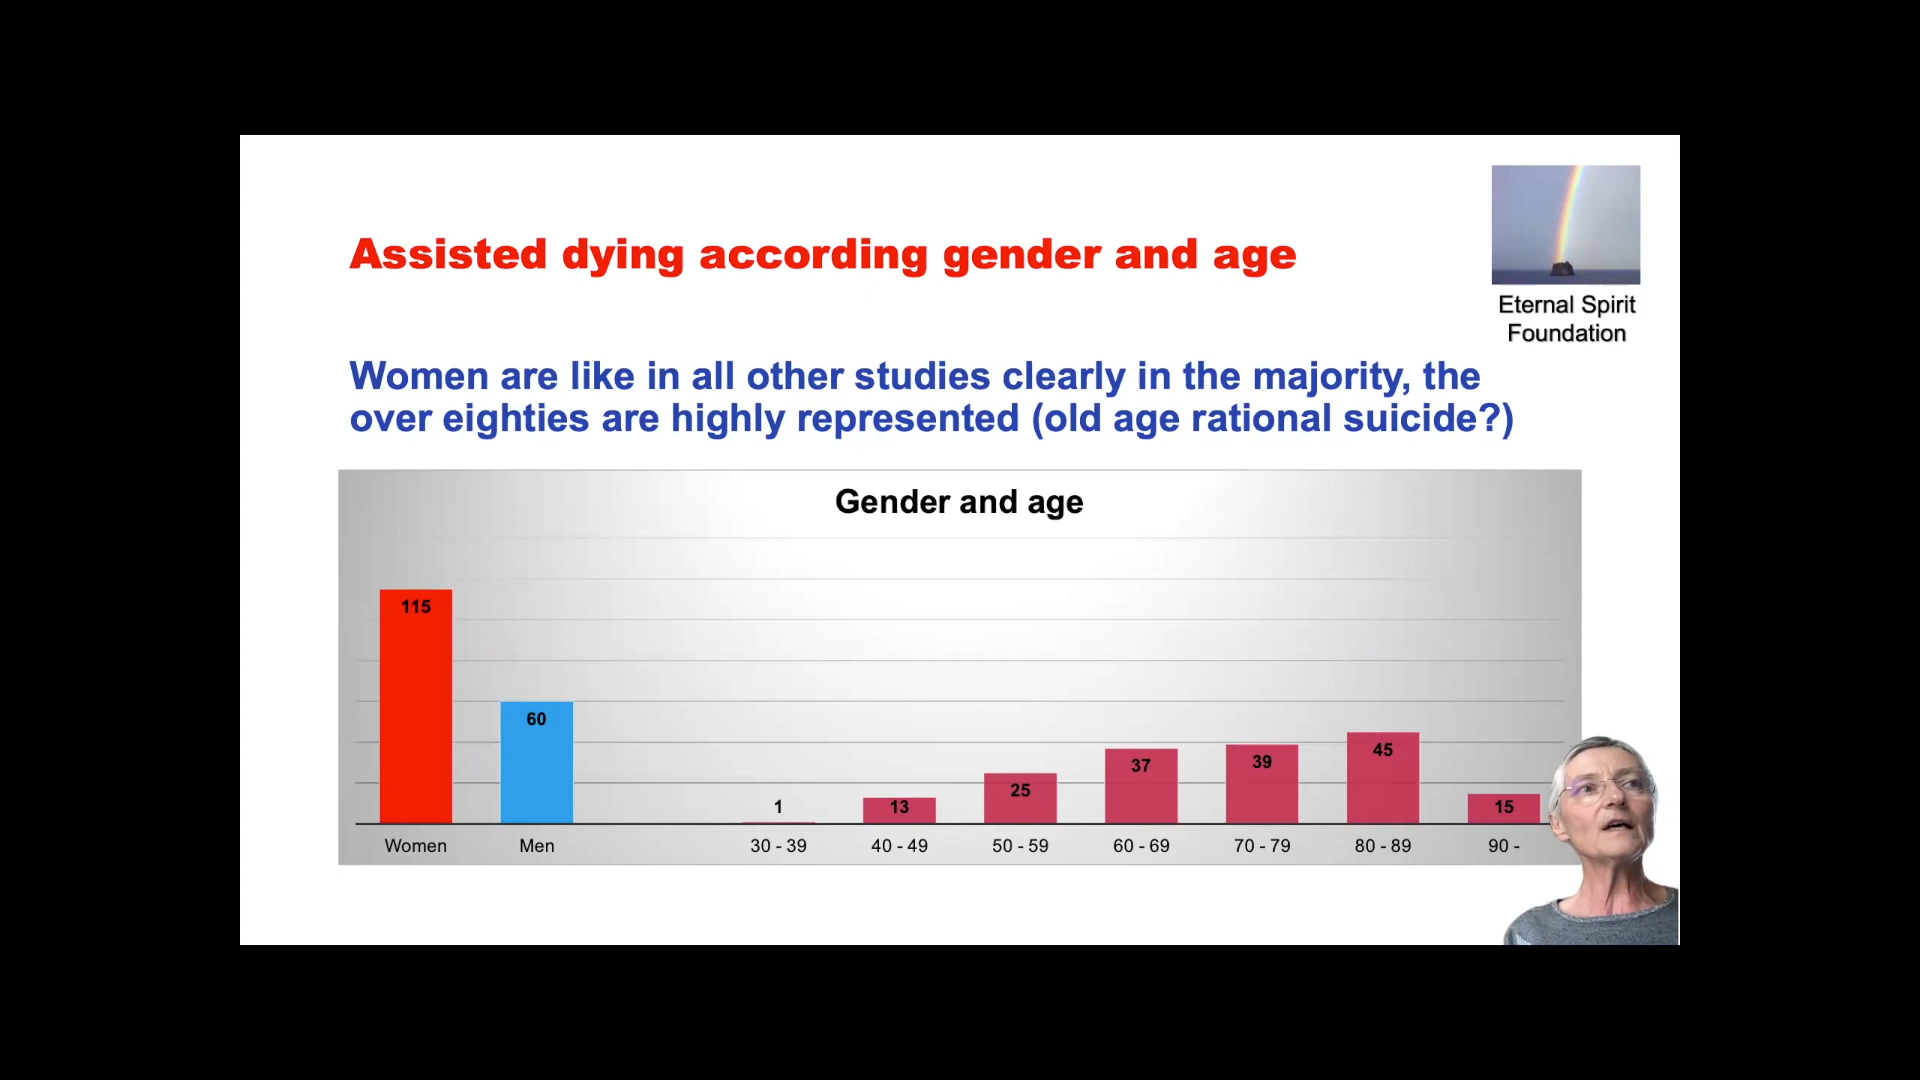 Assisted dying according gender and age
Eternal Spirit
Foundation
Women are like in all other studies clearly in the majority, the
over eighties are highly represented (old age rational suicide?)
Gender and age
115
60
1
13
25
37
39
45
15
Women
Men
30 - 39
40 - 49
50 - 59
60 - 69
70 - 79
80 - 89
90 -